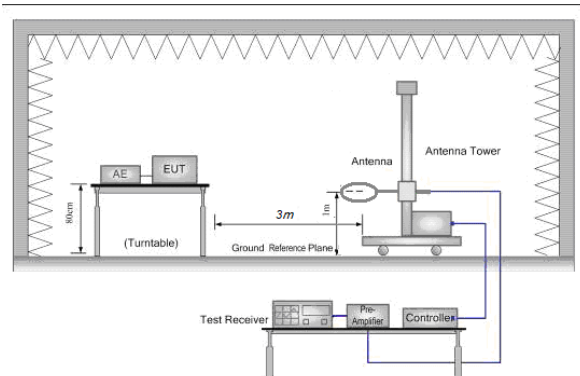 Antenna
Antenna Tower
AE
EUT
80cm
(Turntable)
3m
1m
Ground Reference Plane
Test Receiver
Pre-
Amplifier
Controller